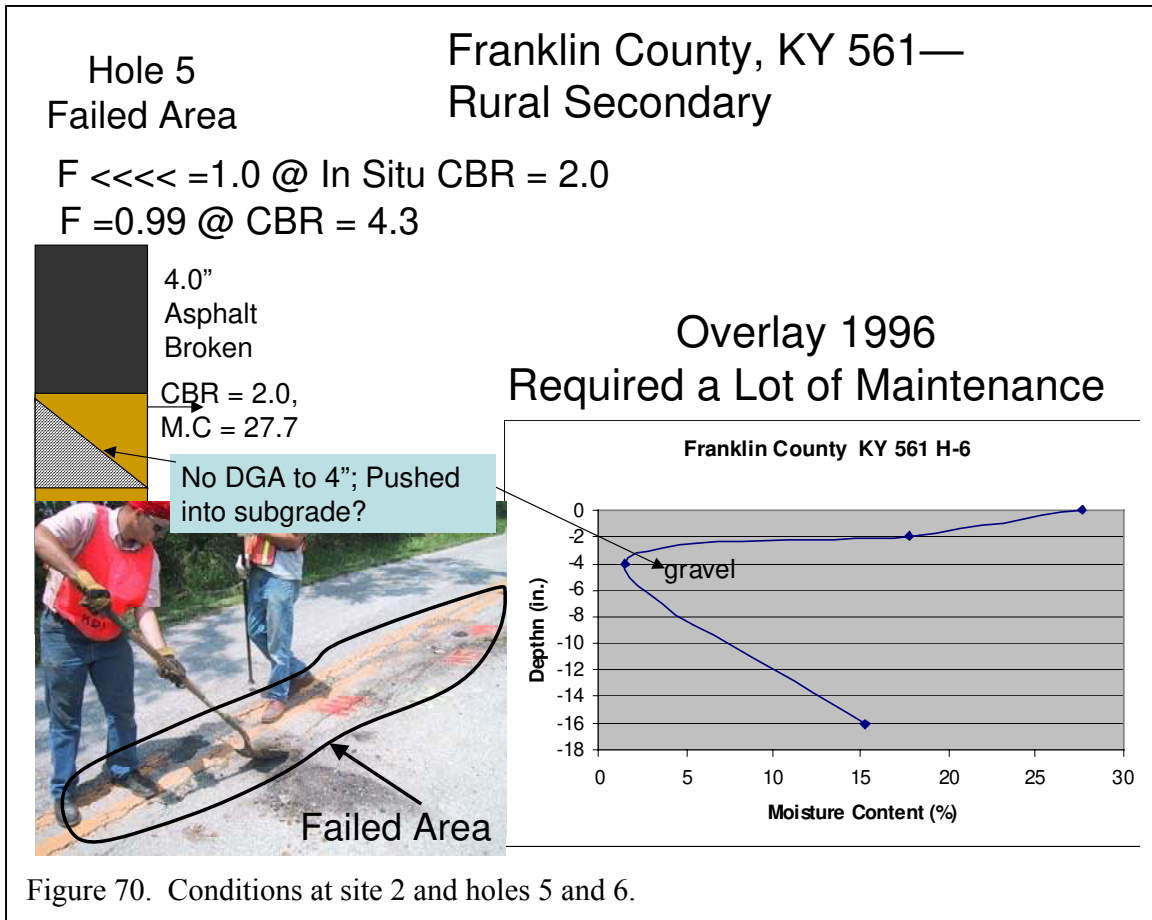 Hole 5
Failed Area
Franklin County, KY 561—
Rural Secondary
F <<<< =1.0 @ In Situ CBR = 2.0
F =0.99 @ CBR = 4.3
4.0”
Asphalt
Broken
CBR = 2.0,
M.C = 27.7
No DGA to 4”; Pushed
into subgrade?
Overlay 1996
Required a Lot of Maintenance
Franklin County KY 561 H-6
0
-2
-4
-6
-8
-10
-12
-14
-16
-18
Depthn (in.)
gravel
0 5 10 15 20 25 30
Moisture Content (%)
Failed Area
Figure 70. Conditions at site 2 and holes 5 and 6.